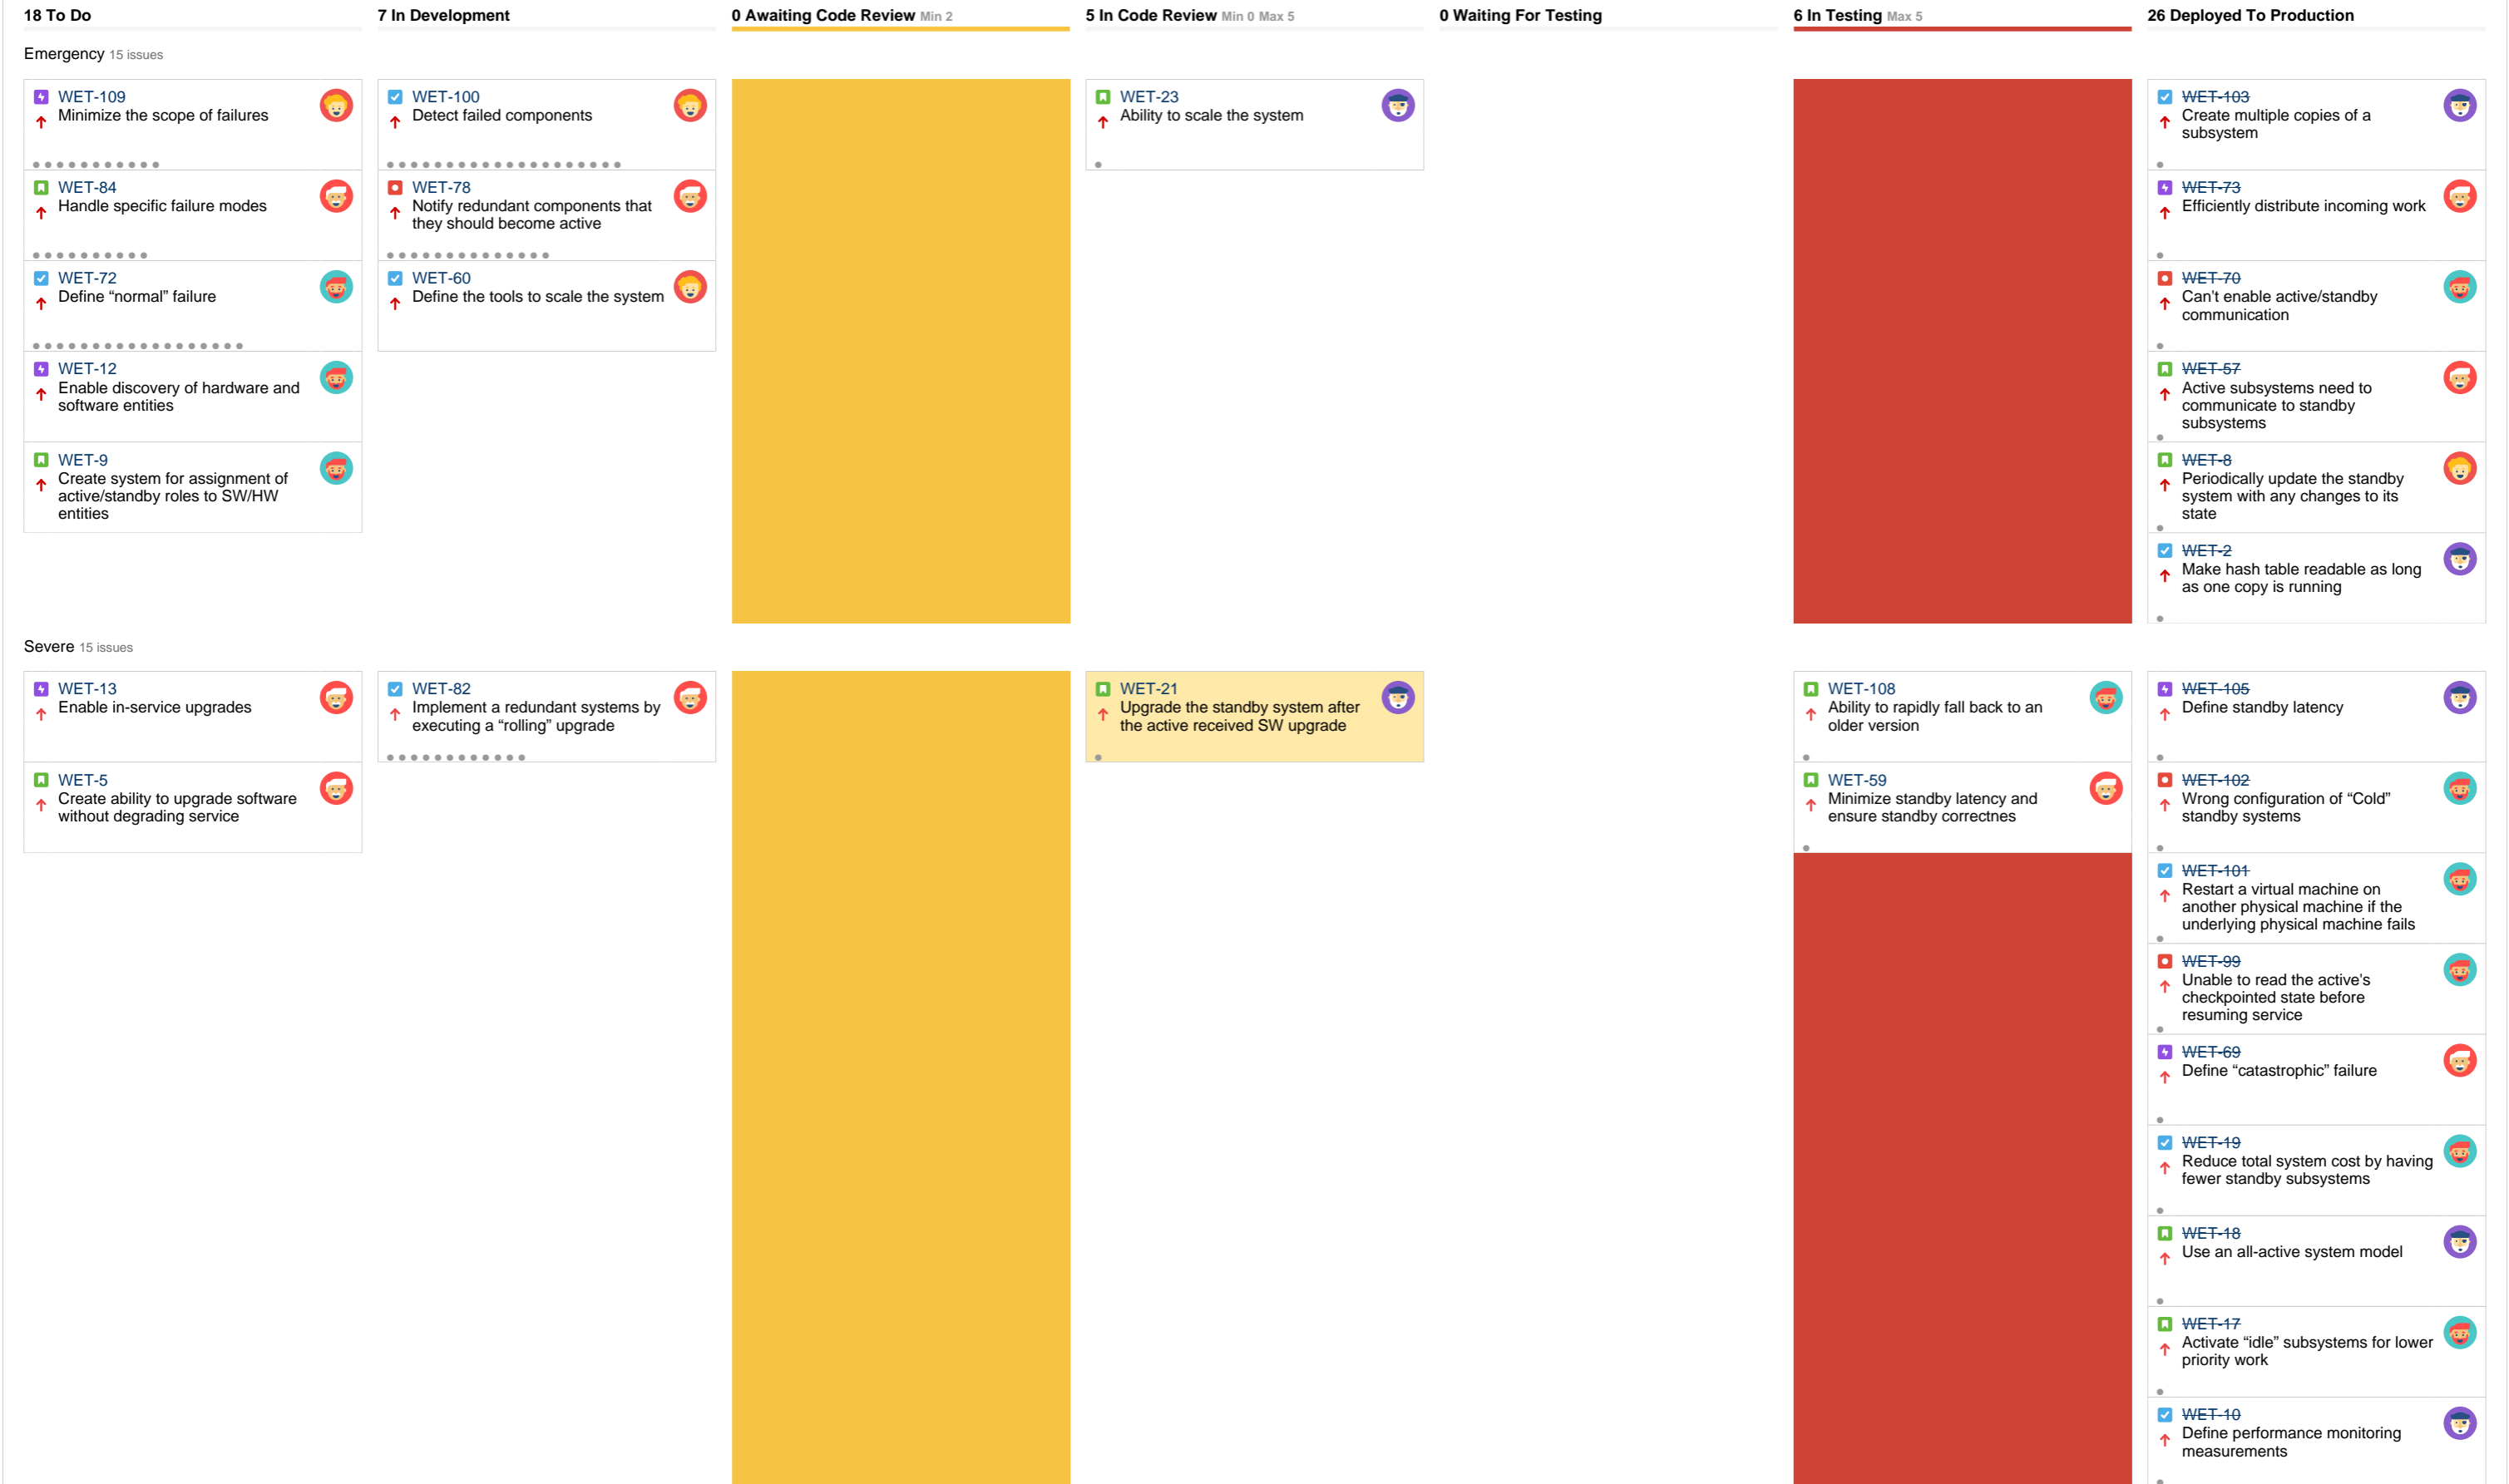 18 To Do
7 In Development
0 Awaiting Code Review Min 2
5 In Code Review Min 0 Max 5
0 Waiting For Testing
6 In Testing Max 5
26 Deployed To Production
Emergency 15 issues
WET-109
Minimize the scope of failures
WET-84
Handle specific failure modes
WET-72
Define “normal” failure
WET-12
Enable discovery of hardware and
software entities
WET-9
Create system for assignment of
active/standby roles to SW/HW
entities
WET-100
Detect failed components
WET-78
Notify redundant components that
they should become active
WET-60
Define the tools to scale the system
WET-23
Ability to scale the system
WET-103
Create multiple copies of a
subsystem
WET-73
Efficiently distribute incoming work
WET-70
Can't enable active/standby
communication
WET-57
Active subsystems need to
communicate to standby
subsystems
WET-8
Periodically update the standby
system with any changes to its
state
WET-2
Make hash table readable as long
as one copy is running
Severe 15 issues
WET-13
Enable in-service upgrades
WET-5
Create ability to upgrade software
without degrading service
WET-82
Implement a redundant systems by
executing a “rolling” upgrade
WET-21
Upgrade the standby system after
the active received SW upgrade
WET-108
Ability to rapidly fall back to an
older version
WET-59
Minimize standby latency and
ensure standby correctnes
WET-105
Define standby latency
WET-102
Wrong configuration of “Cold”
standby systems
WET-101
Restart a virtual machine on
another physical machine if the
underlying physical machine fails
WET-99
Unable to read the active's
checkpointed state before
resuming service
WET-69
Define “catastrophic” failure
WET-19
Reduce total system cost by having
fewer standby subsystems
WET-18
Use an all-active system model
WET-17
Activate “idle” subsystems for lower
priority work
WET-10
Define performance monitoring
measurements